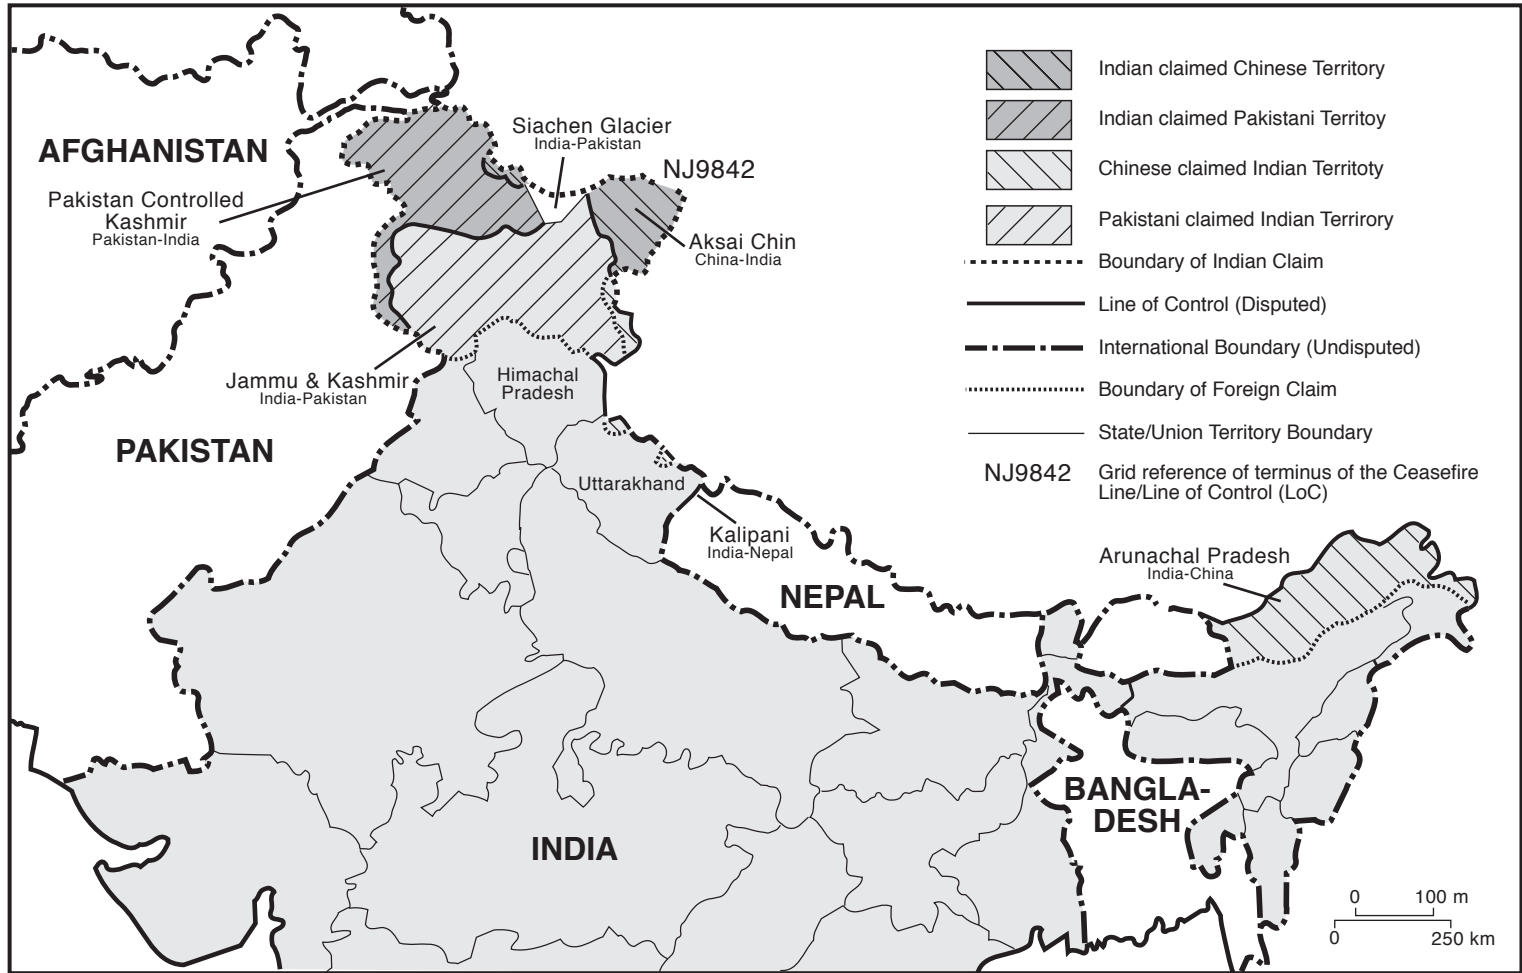 Indian claimed Chinese Territory
Indian claimed Pakistani Territoy
Chinese claimed Indian Territoty
Pakistani claimed Indian Terrirory
Boundary of Indian Claim
Line of Control (Disputed)
International Boundary (Undisputed)
Boundary of Foreign Claim
State/Union Territory Boundary
NJ9842
Grid reference of terminus of the Ceasefire
Line/Line of Control (LoC)
AFGHANISTAN
Siachen Glacier
India-Pakistan
NJ9842
Pakistan Controlled
Kashmir
Pakistan-India
Aksai Chin
China-India
Jammu & Kashmir
India-Pakistan
Himachal
Pradesh
PAKISTAN
Uttarakhand
Kalipani
India-Nepal
NEPAL
Arunachal Pradesh
India-China
BANGLA-
DESH
INDIA
0 100 m
0 250 km